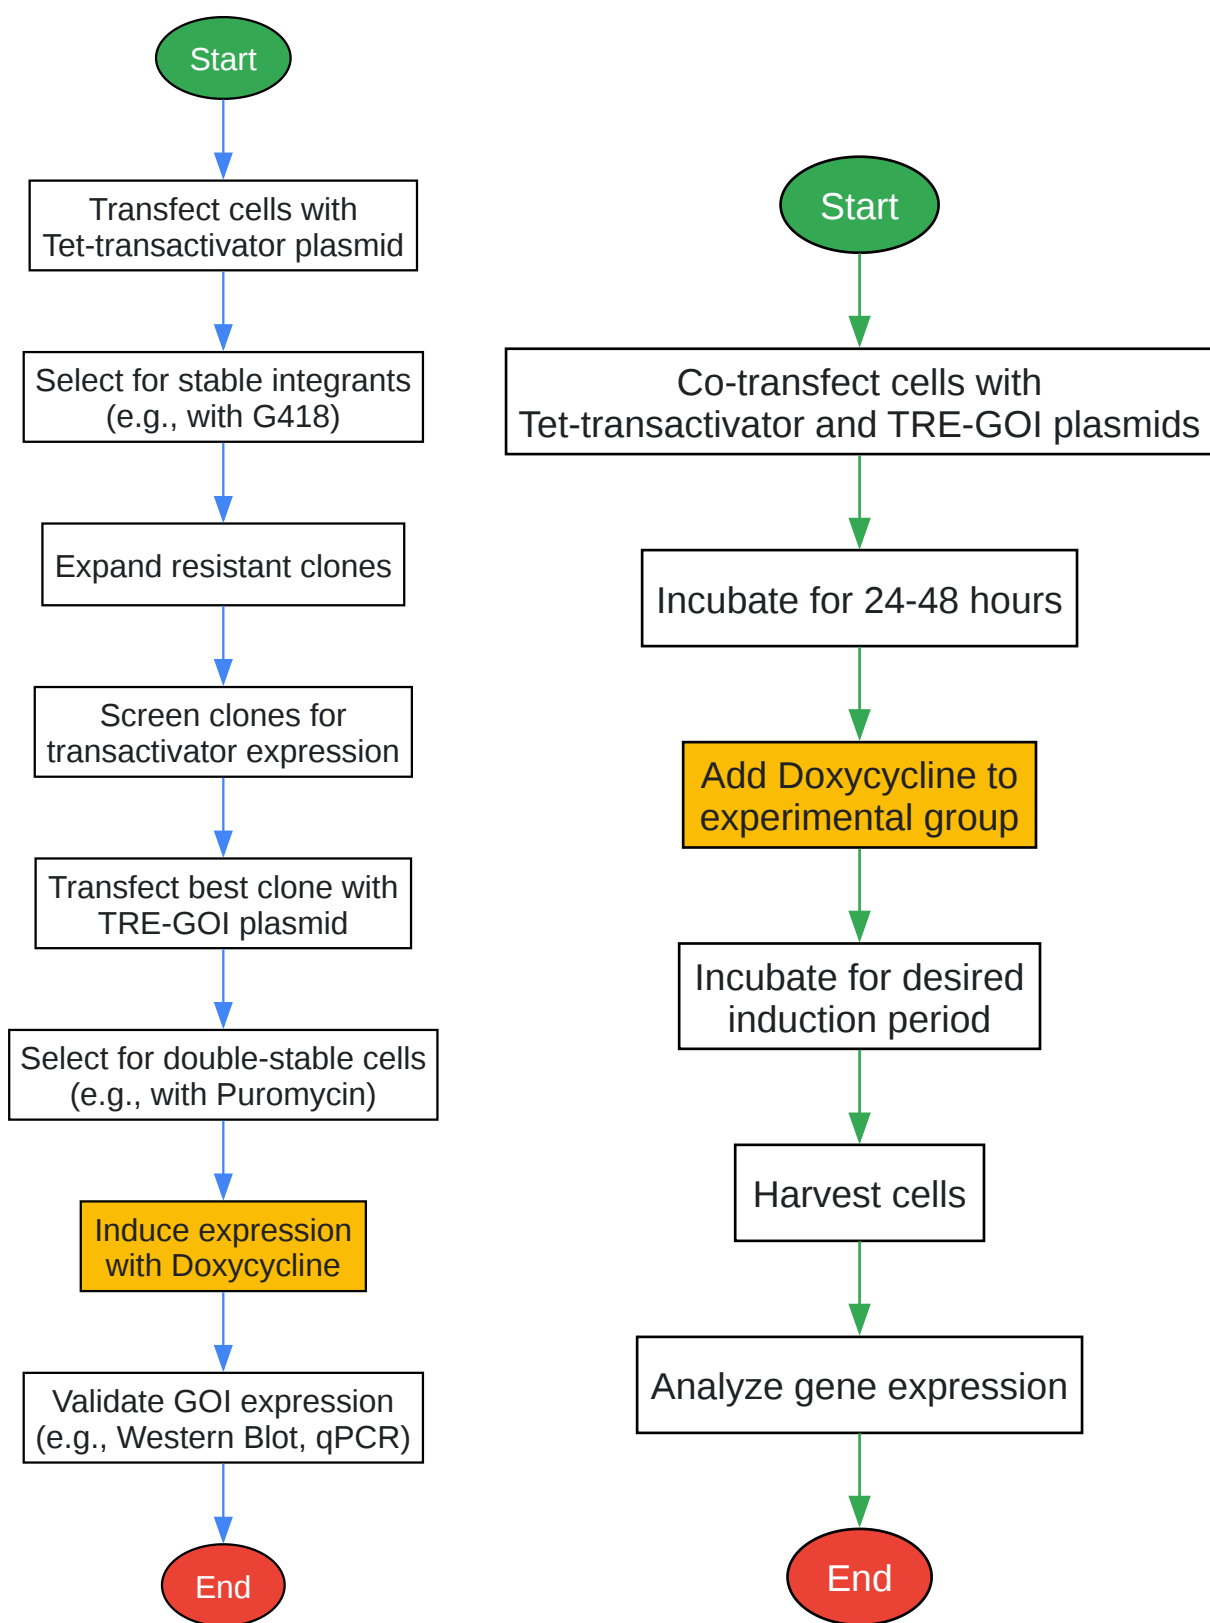 Start
Transfect cells with
Tet-transactivator plasmid
Select for stable integrants
(e.g., with G418)
Expand resistant clones
Screen clones for
transactivator expression
Transfect best clone with
TRE-GOI plasmid
Select for double-stable cells
(e.g., with Puromycin)
Induce expression
with Doxycycline
Validate GOI expression
(e.g., Western Blot, qPCR)
End
Start
Co-transfect cells with
Tet-transactivator and TRE-GOI plasmids
Incubate for 24-48 hours
Add Doxycycline to
experimental group
Incubate for desired
induction period
Harvest cells
Analyze gene expression
End